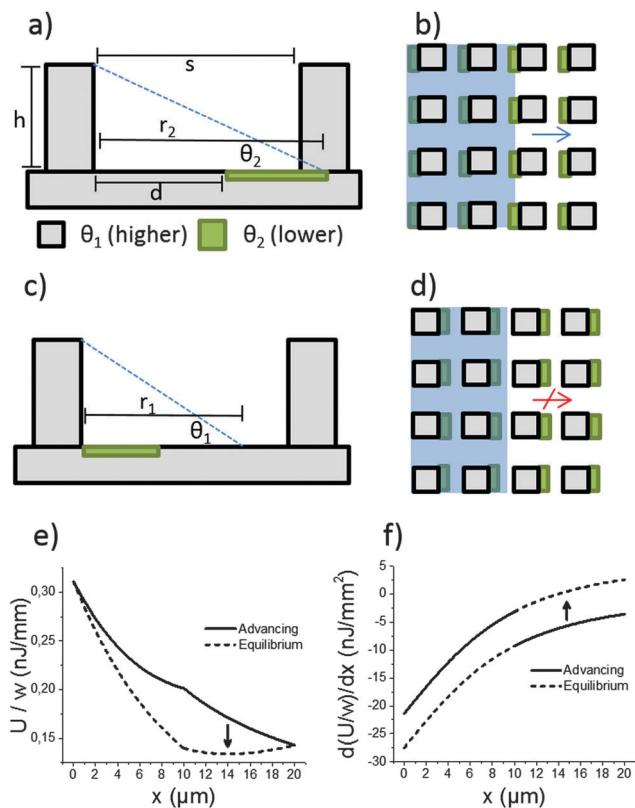 a)
b)
s
h
r₂
θ₂
d
θ₁ (higher)
θ₂ (lower)
c)
d)
r₁
θ₁
e)
f)
U / w (nJ/mm)
0,30
0,25
0,20
0,15
Advancing
Equilibrium
0 2 4 6 8 10 12 14 16 18 20
x (μm)
d(U/w)/dx (nJ/mm²)
5
0
-5
-10
-15
-20
-25
-30
Advancing
Equilibrium
0 2 4 6 8 10 12 14 16 18 20
x (μm)